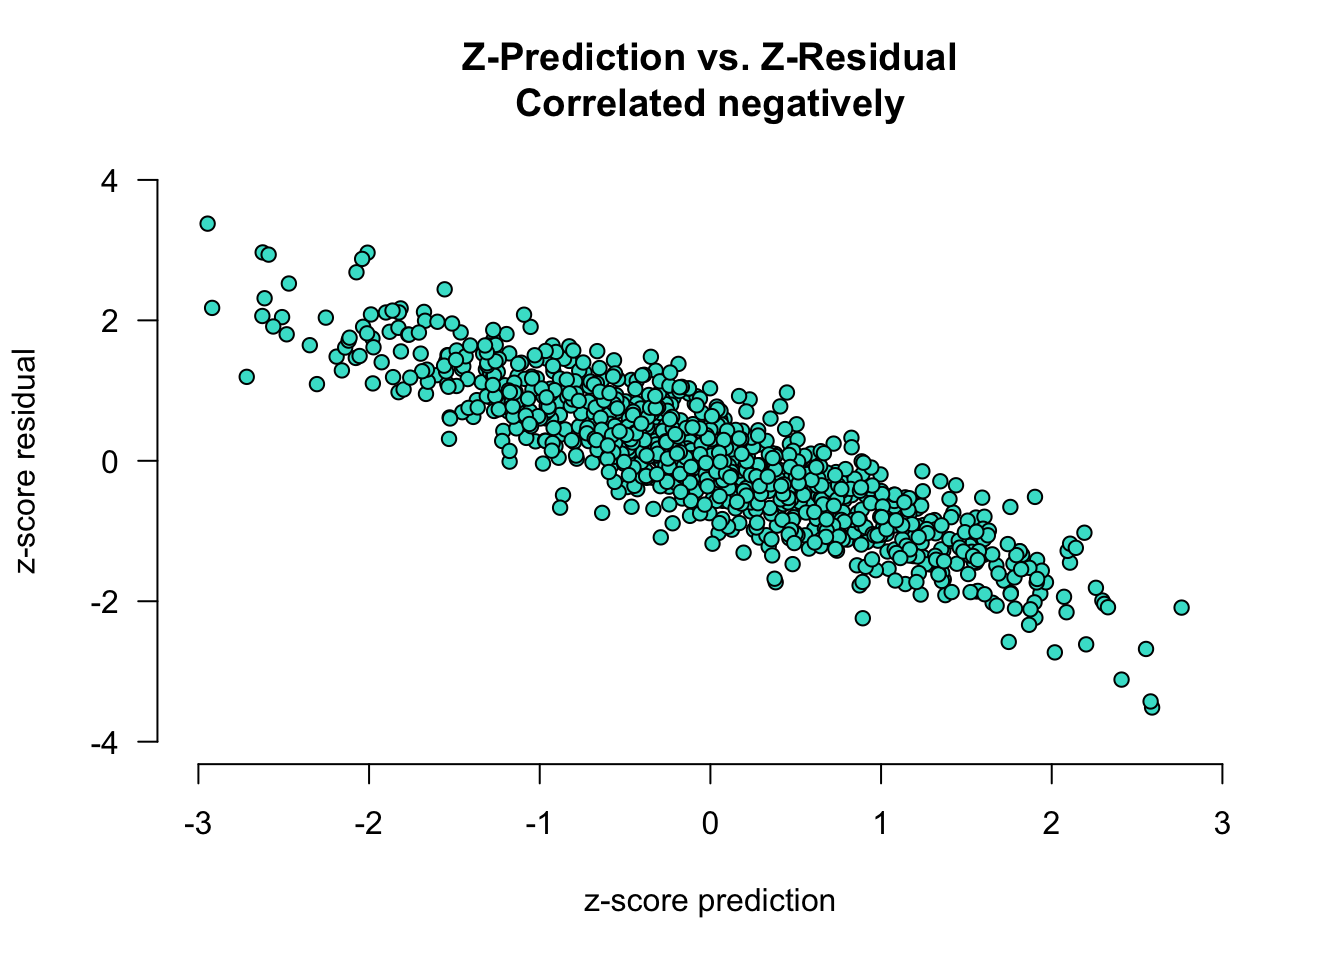 Z-Prediction vs. Z-Residual
Correlated negatively
z-score residual
4
2
0
-2
-4
-3 -2 -1 0 1 2 3
z-score prediction